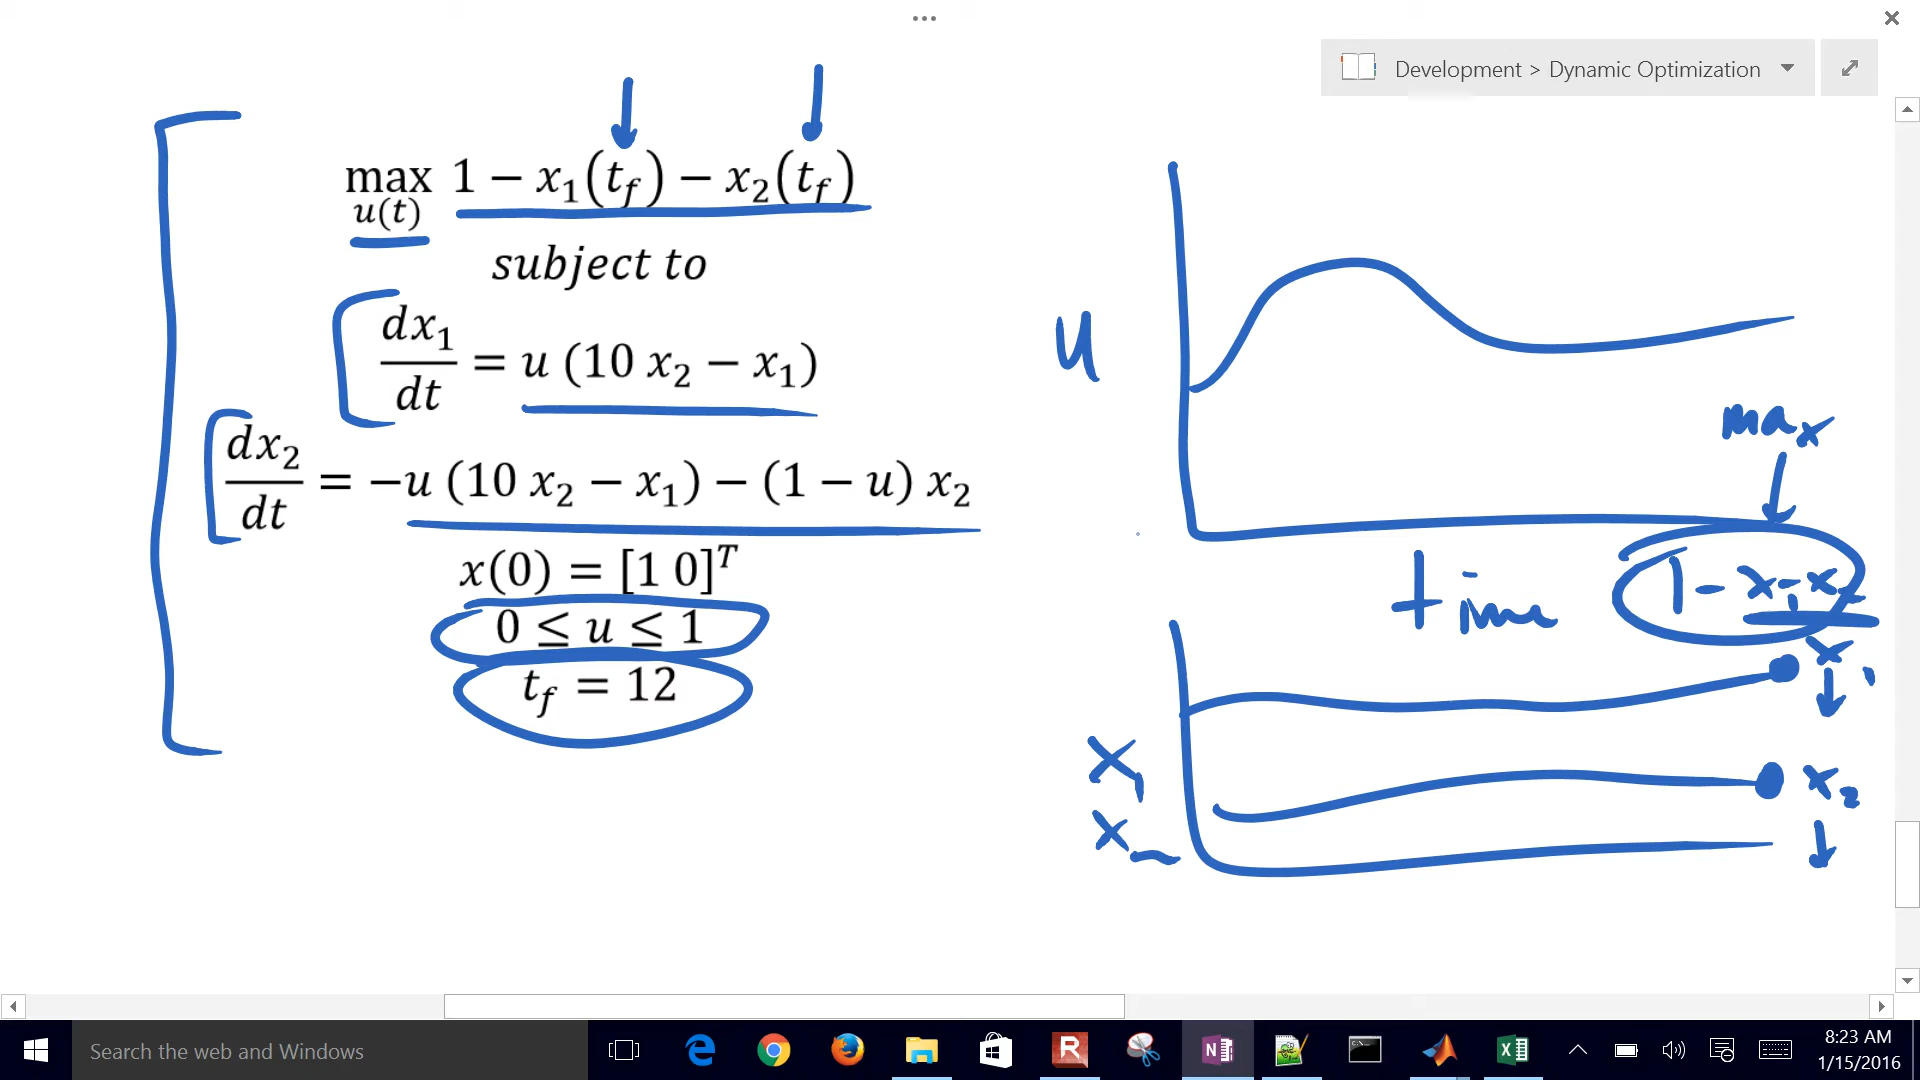 Development > Dynamic Optimization
max 1 − x₁(t_f) − x₂(t_f)
u(t)
subject to
dx₁/dt = u (10 x₂ − x₁)
dx₂/dt = −u (10 x₂ − x₁) − (1 − u) x₂
x(0) = [1 0]ᵀ
0 ≤ u ≤ 1
t_f = 12
u
max
time
1 - x₁ - x₂
x₁
x₁
x₂
x₂
Search the web and Windows
8:23 AM
1/15/2016